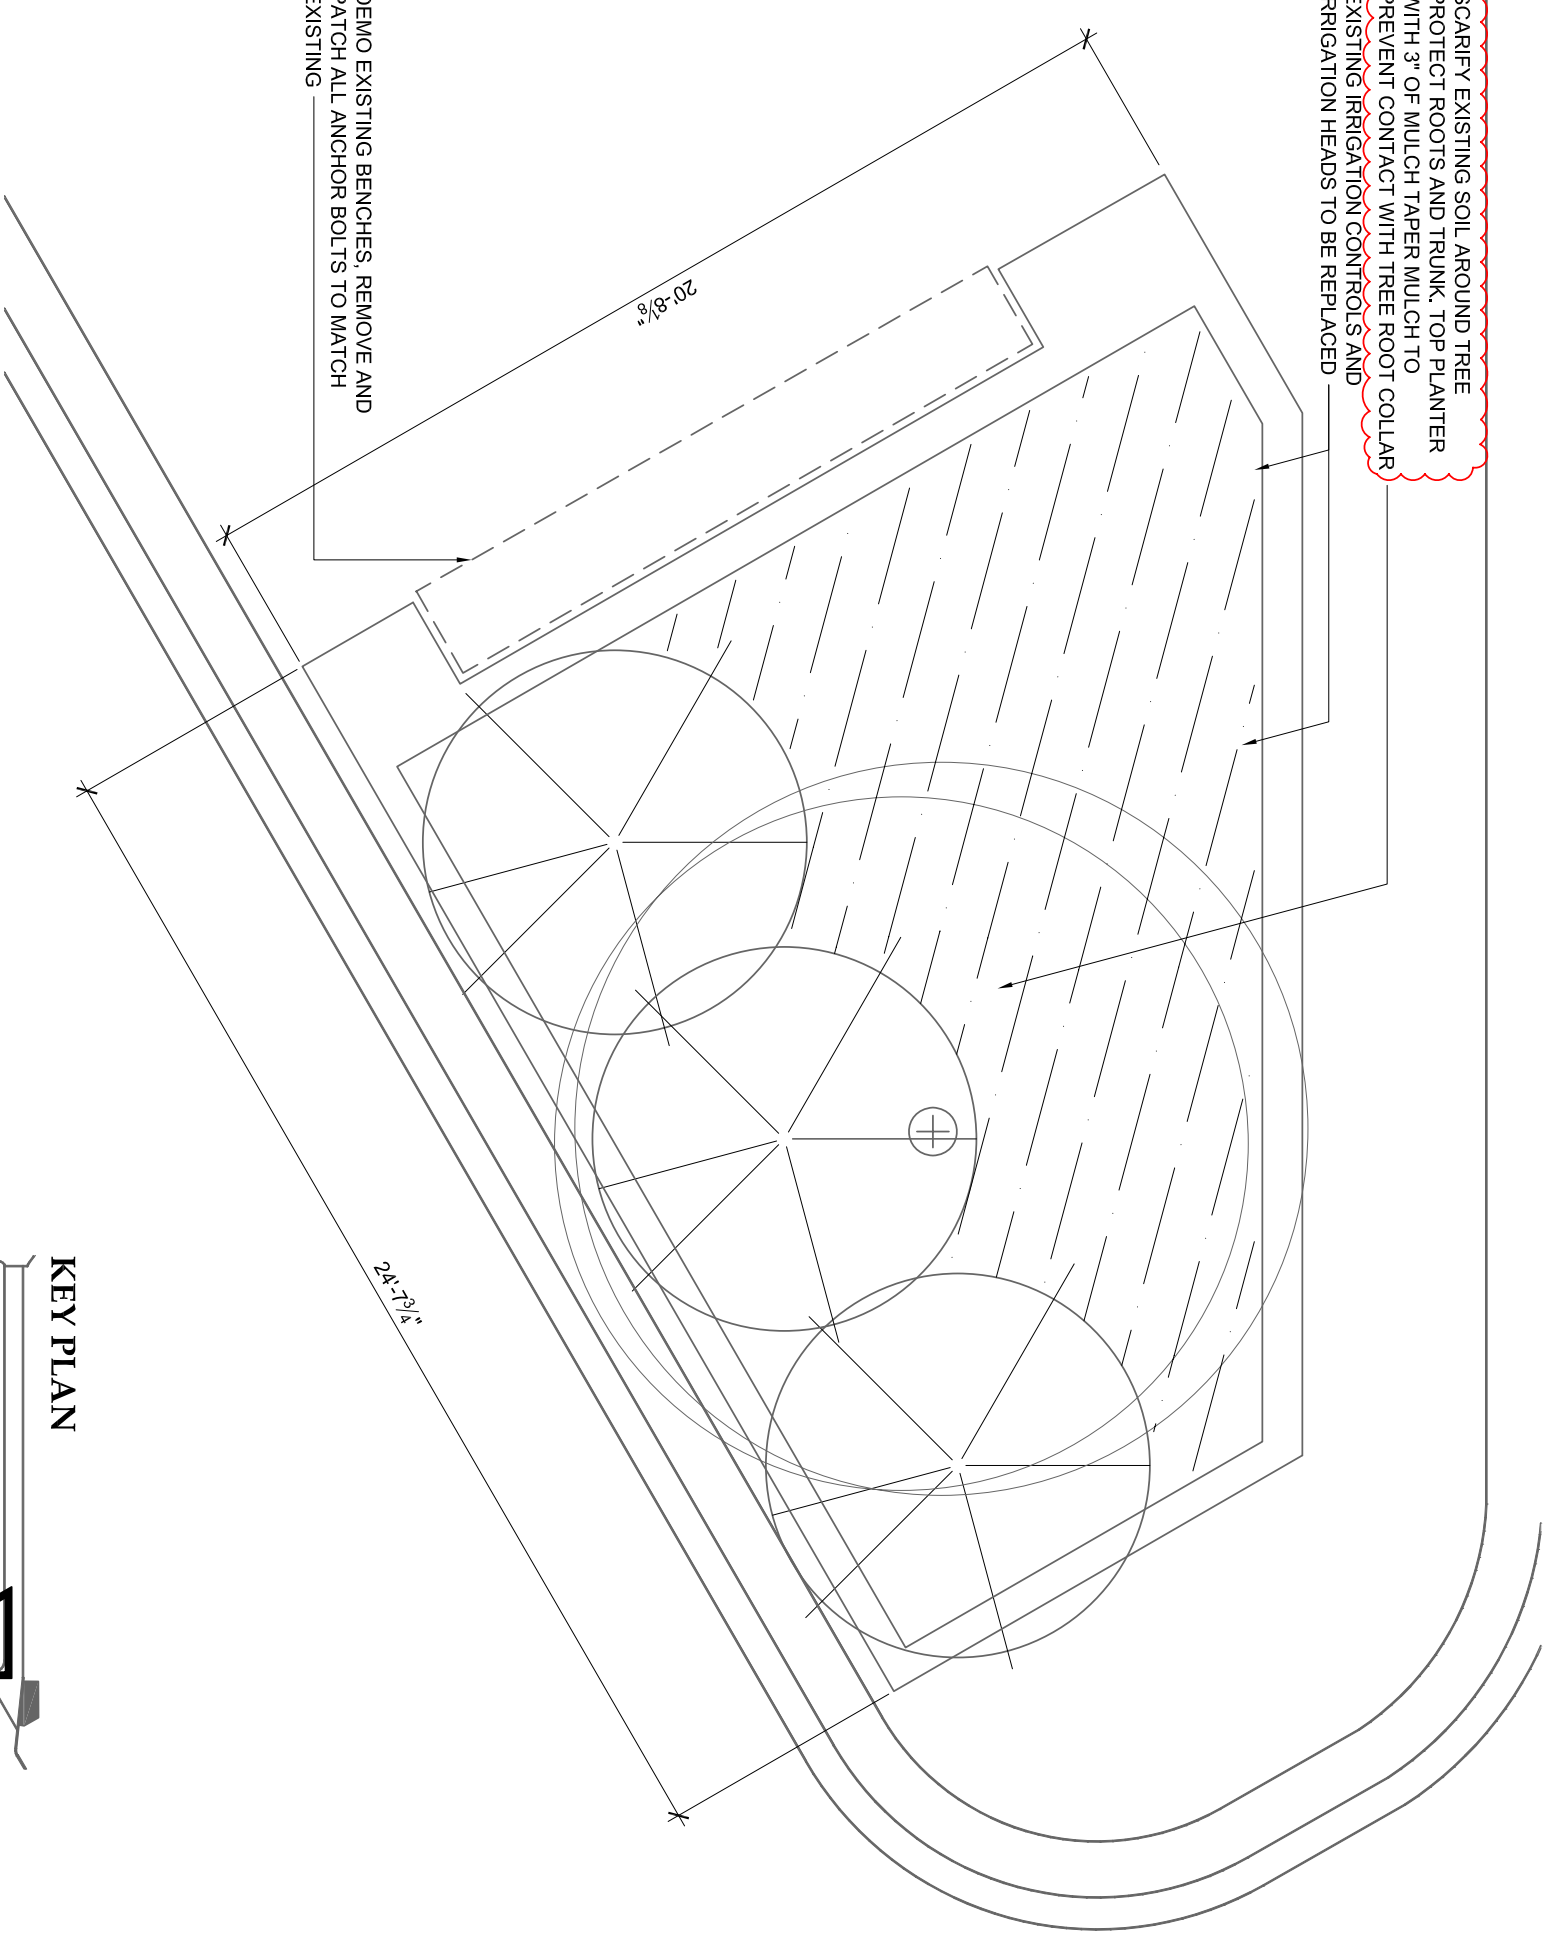 SCARIFY EXISTING SOIL AROUND TREE
PROTECT ROOTS AND TRUNK. TOP PLANTER
WITH 3" OF MULCH TAPER MULCH TO
PREVENT CONTACT WITH TREE ROOT COLLAR
EXISTING IRRIGATION CONTROLS AND
IRRIGATION HEADS TO BE REPLACED
20'-8⅛"
DEMO EXISTING BENCHES, REMOVE AND
PATCH ALL ANCHOR BOLTS TO MATCH
EXISTING
24'-7¾"
KEY PLAN